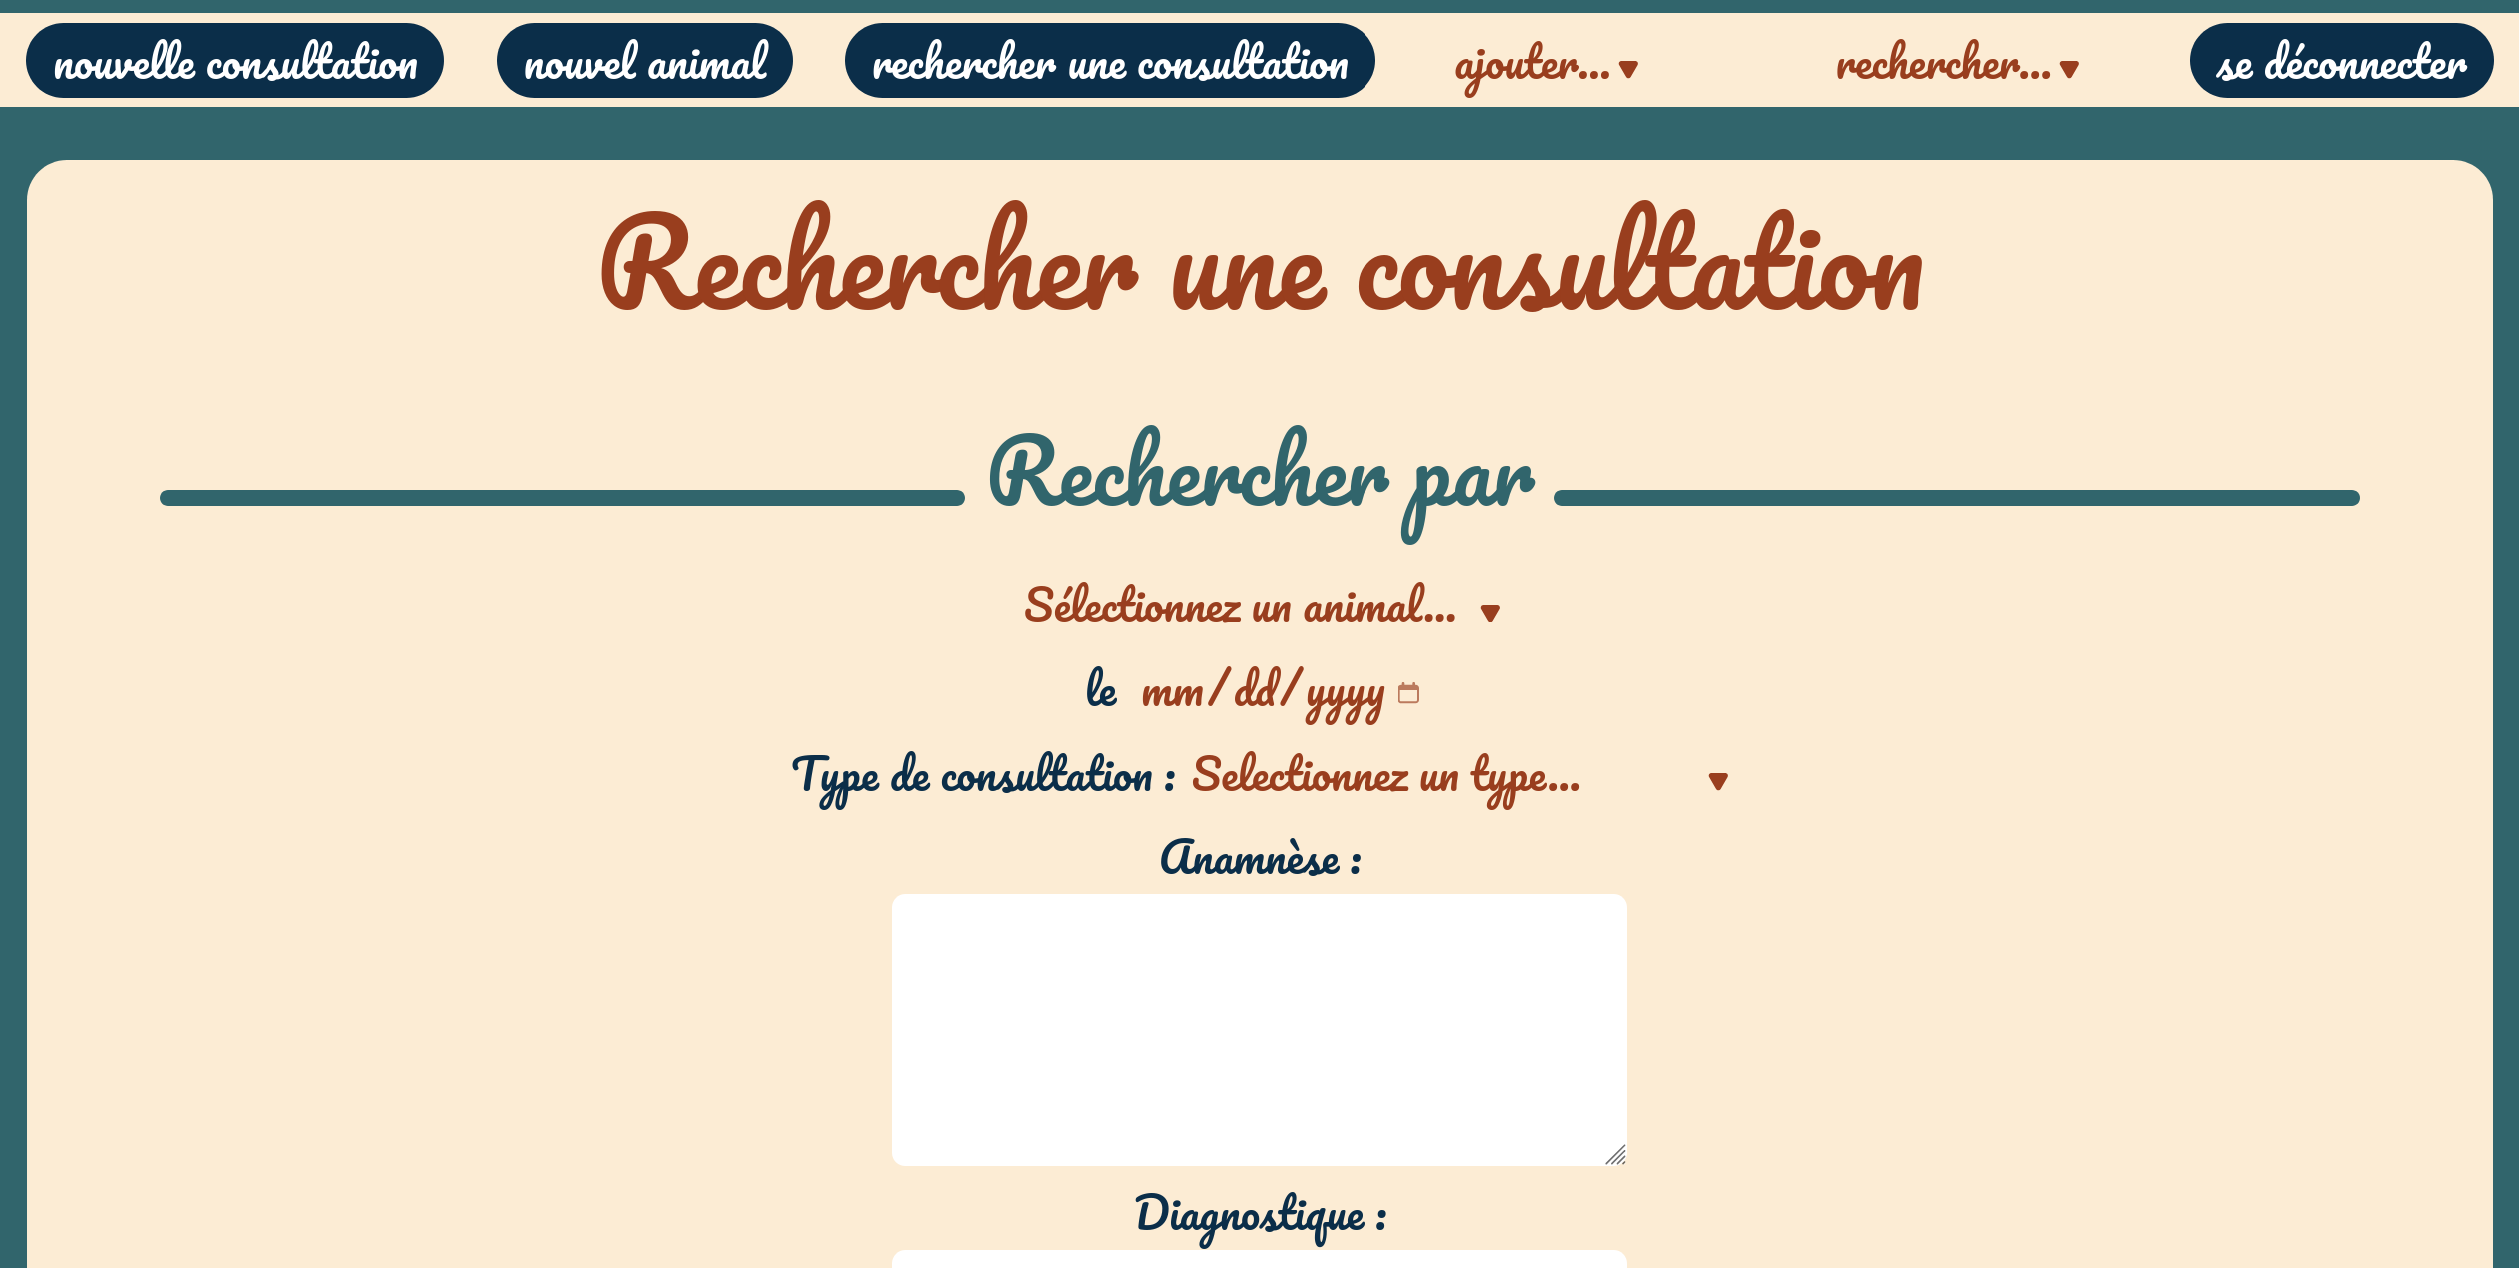 nouvelle consultation nouvel animal rechercher une consultation ajouter... rechercher... se déconnecter
Rechercher une consultation
Rechercher par
Sélectionnez un animal...
le mm/dd/yyyy
Type de consultation : Selectionnez un type...
Anamnèse :
Diagnostique :